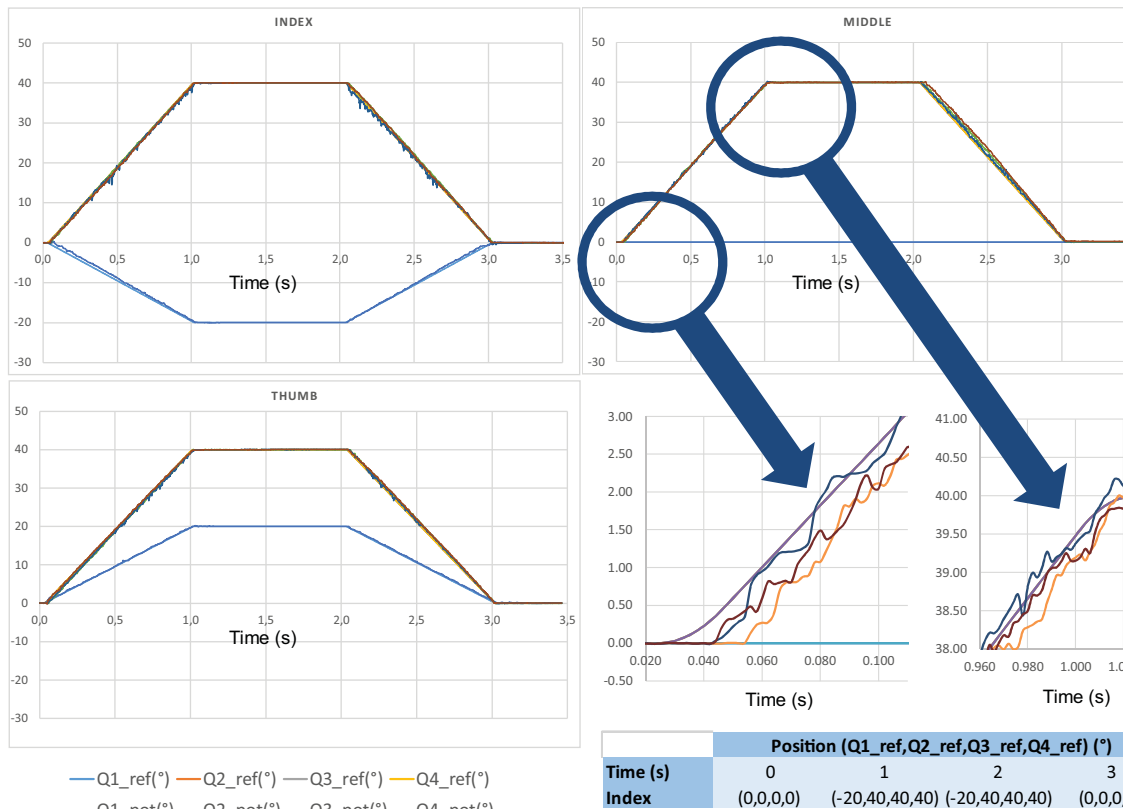 INDEX
50
40
30
20
10
0
-10
-20
-30
0,0 0,5 1,0 1,5 2,0 2,5 3,0 3,5
Time (s)
MIDDLE
50
40
30
20
10
0
-10
-20
-30
0,0 0,5 1,0 1,5 2,0 2,5 3,0
Time (s)
THUMB
50
40
30
20
10
0
-10
-20
-30
0,0 0,5 1,0 1,5 2,0 2,5 3,0 3,5
Time (s)
3.00
2.50
2.00
1.50
1.00
0.50
0.00
-0.50
0.020 0.040 0.060 0.080 0.100
Time (s)
41.00
40.50
40.00
39.50
39.00
38.50
38.00
0.960 0.980 1.000
Time (s)
Q1_ref(°) Q2_ref(°) Q3_ref(°) Q4_ref(°)
Position (Q1_ref,Q2_ref,Q3_ref,Q4_ref) (°)
Time (s) 0 1 2 3
Index (0,0,0,0) (-20,40,40,40) (-20,40,40,40) (0,0,0